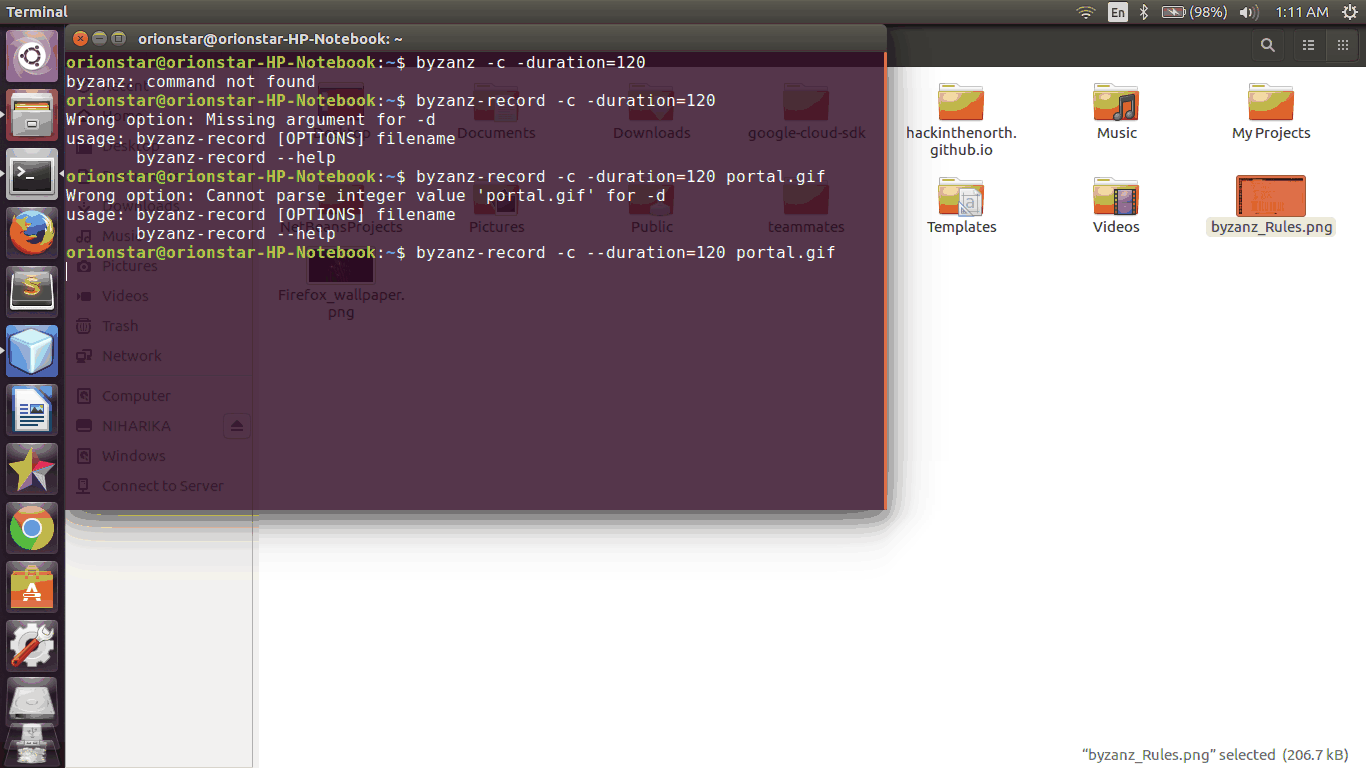 Terminal
En
(98%)
1:11 AM
orionstar@orionstar-HP-Notebook: ~
orionstar@orionstar-HP-Notebook:~$ byzanz -c -duration=120
byzanz: command not found
orionstar@orionstar-HP-Notebook:~$ byzanz-record -c -duration=120
Wrong option: Missing argument for -d
usage: byzanz-record [OPTIONS] filename
byzanz-record --help
orionstar@orionstar-HP-Notebook:~$ byzanz-record -c -duration=120 portal.gif
Wrong option: Cannot parse integer value 'portal.gif' for -d
usage: byzanz-record [OPTIONS] filename
byzanz-record --help
orionstar@orionstar-HP-Notebook:~$ byzanz-record -c --duration=120 portal.gif
Desktop
Downloads
Music
Pictures
Videos
Trash
Network
Computer
NIHARIKA
Windows
Connect to Server
Documents
Downloads
google-cloud-sdk
hackinthenorth.
github.io
Music
My Projects
NetBeansProjects
Pictures
Public
teammates
Templates
Videos
byzanz_Rules.png
Firefox_wallpaper.
png
“byzanz_Rules.png” selected (206.7 kB)